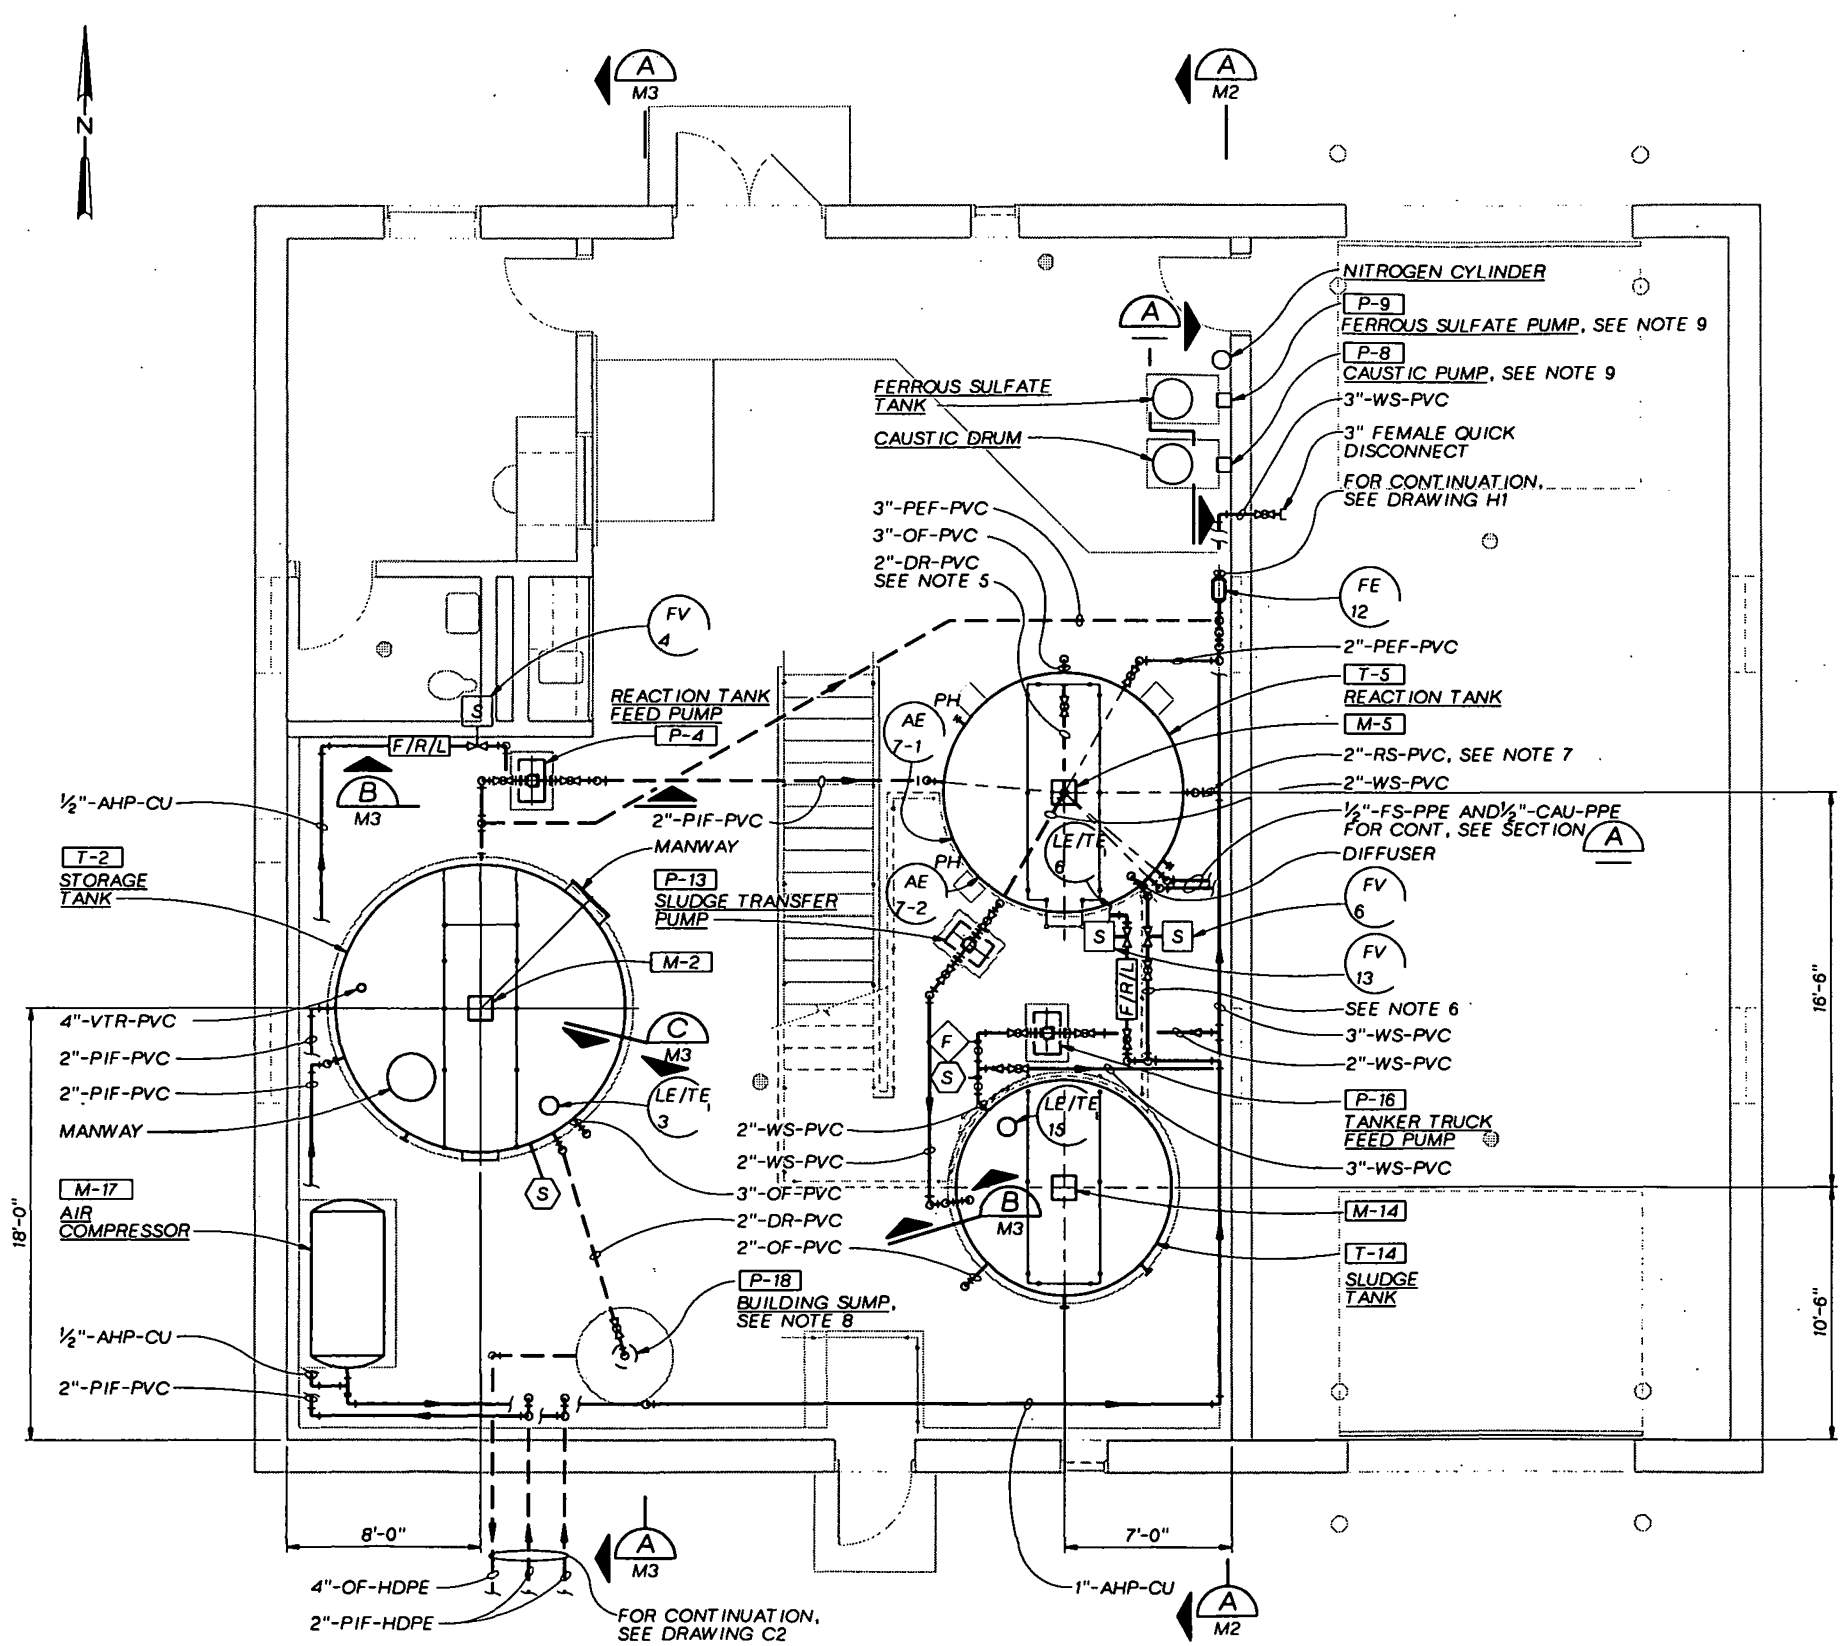 A
M3
A
M2
N
NITROGEN CYLINDER
P-9
FERROUS SULFATE PUMP, SEE NOTE 9
P-8
CAUSTIC PUMP, SEE NOTE 9
3"-WS-PVC
3" FEMALE QUICK
DISCONNECT
FOR CONTINUATION,
SEE DRAWING H1
A
FERROUS SULFATE
TANK
CAUSTIC DRUM
3"-PEF-PVC
3"-OF-PVC
2"-DR-PVC
SEE NOTE 5
FE
12
2"-PEF-PVC
T-5
REACTION TANK
M-5
2"-RS-PVC, SEE NOTE 7
2"-WS-PVC
½"-FS-PPE AND ½"-CAU-PPE
FOR CONT, SEE SECTION
A
DIFFUSER
FV
6
FV
13
SEE NOTE 6
3"-WS-PVC
2"-WS-PVC
P-16
TANKER TRUCK
FEED PUMP
3"-WS-PVC
M-14
T-14
SLUDGE
TANK
FV
4
S
REACTION TANK
FEED PUMP
P-4
F/R/L
B
M3
½"-AHP-CU
T-2
STORAGE
TANK
2"-PIF-PVC
MANWAY
P-13
SLUDGE TRANSFER
PUMP
M-2
PH
AE
7-1
PH
AE
7-2
LE/TE
6
S
S
F/R/L
F
S
C
M3
LE/TE
3
LE/TE
15
4"-VTR-PVC
2"-PIF-PVC
2"-PIF-PVC
MANWAY
M-17
AIR
COMPRESSOR
½"-AHP-CU
2"-PIF-PVC
S
2"-WS-PVC
2"-WS-PVC
3"-OF-PVC
2"-DR-PVC
2"-OF-PVC
B
M3
P-18
BUILDING SUMP,
SEE NOTE 8
18'-0"
16'-6"
10'-6"
8'-0"
7'-0"
4"-OF-HDPE
2"-PIF-HDPE
FOR CONTINUATION,
SEE DRAWING C2
A
M3
1"-AHP-CU
A
M2